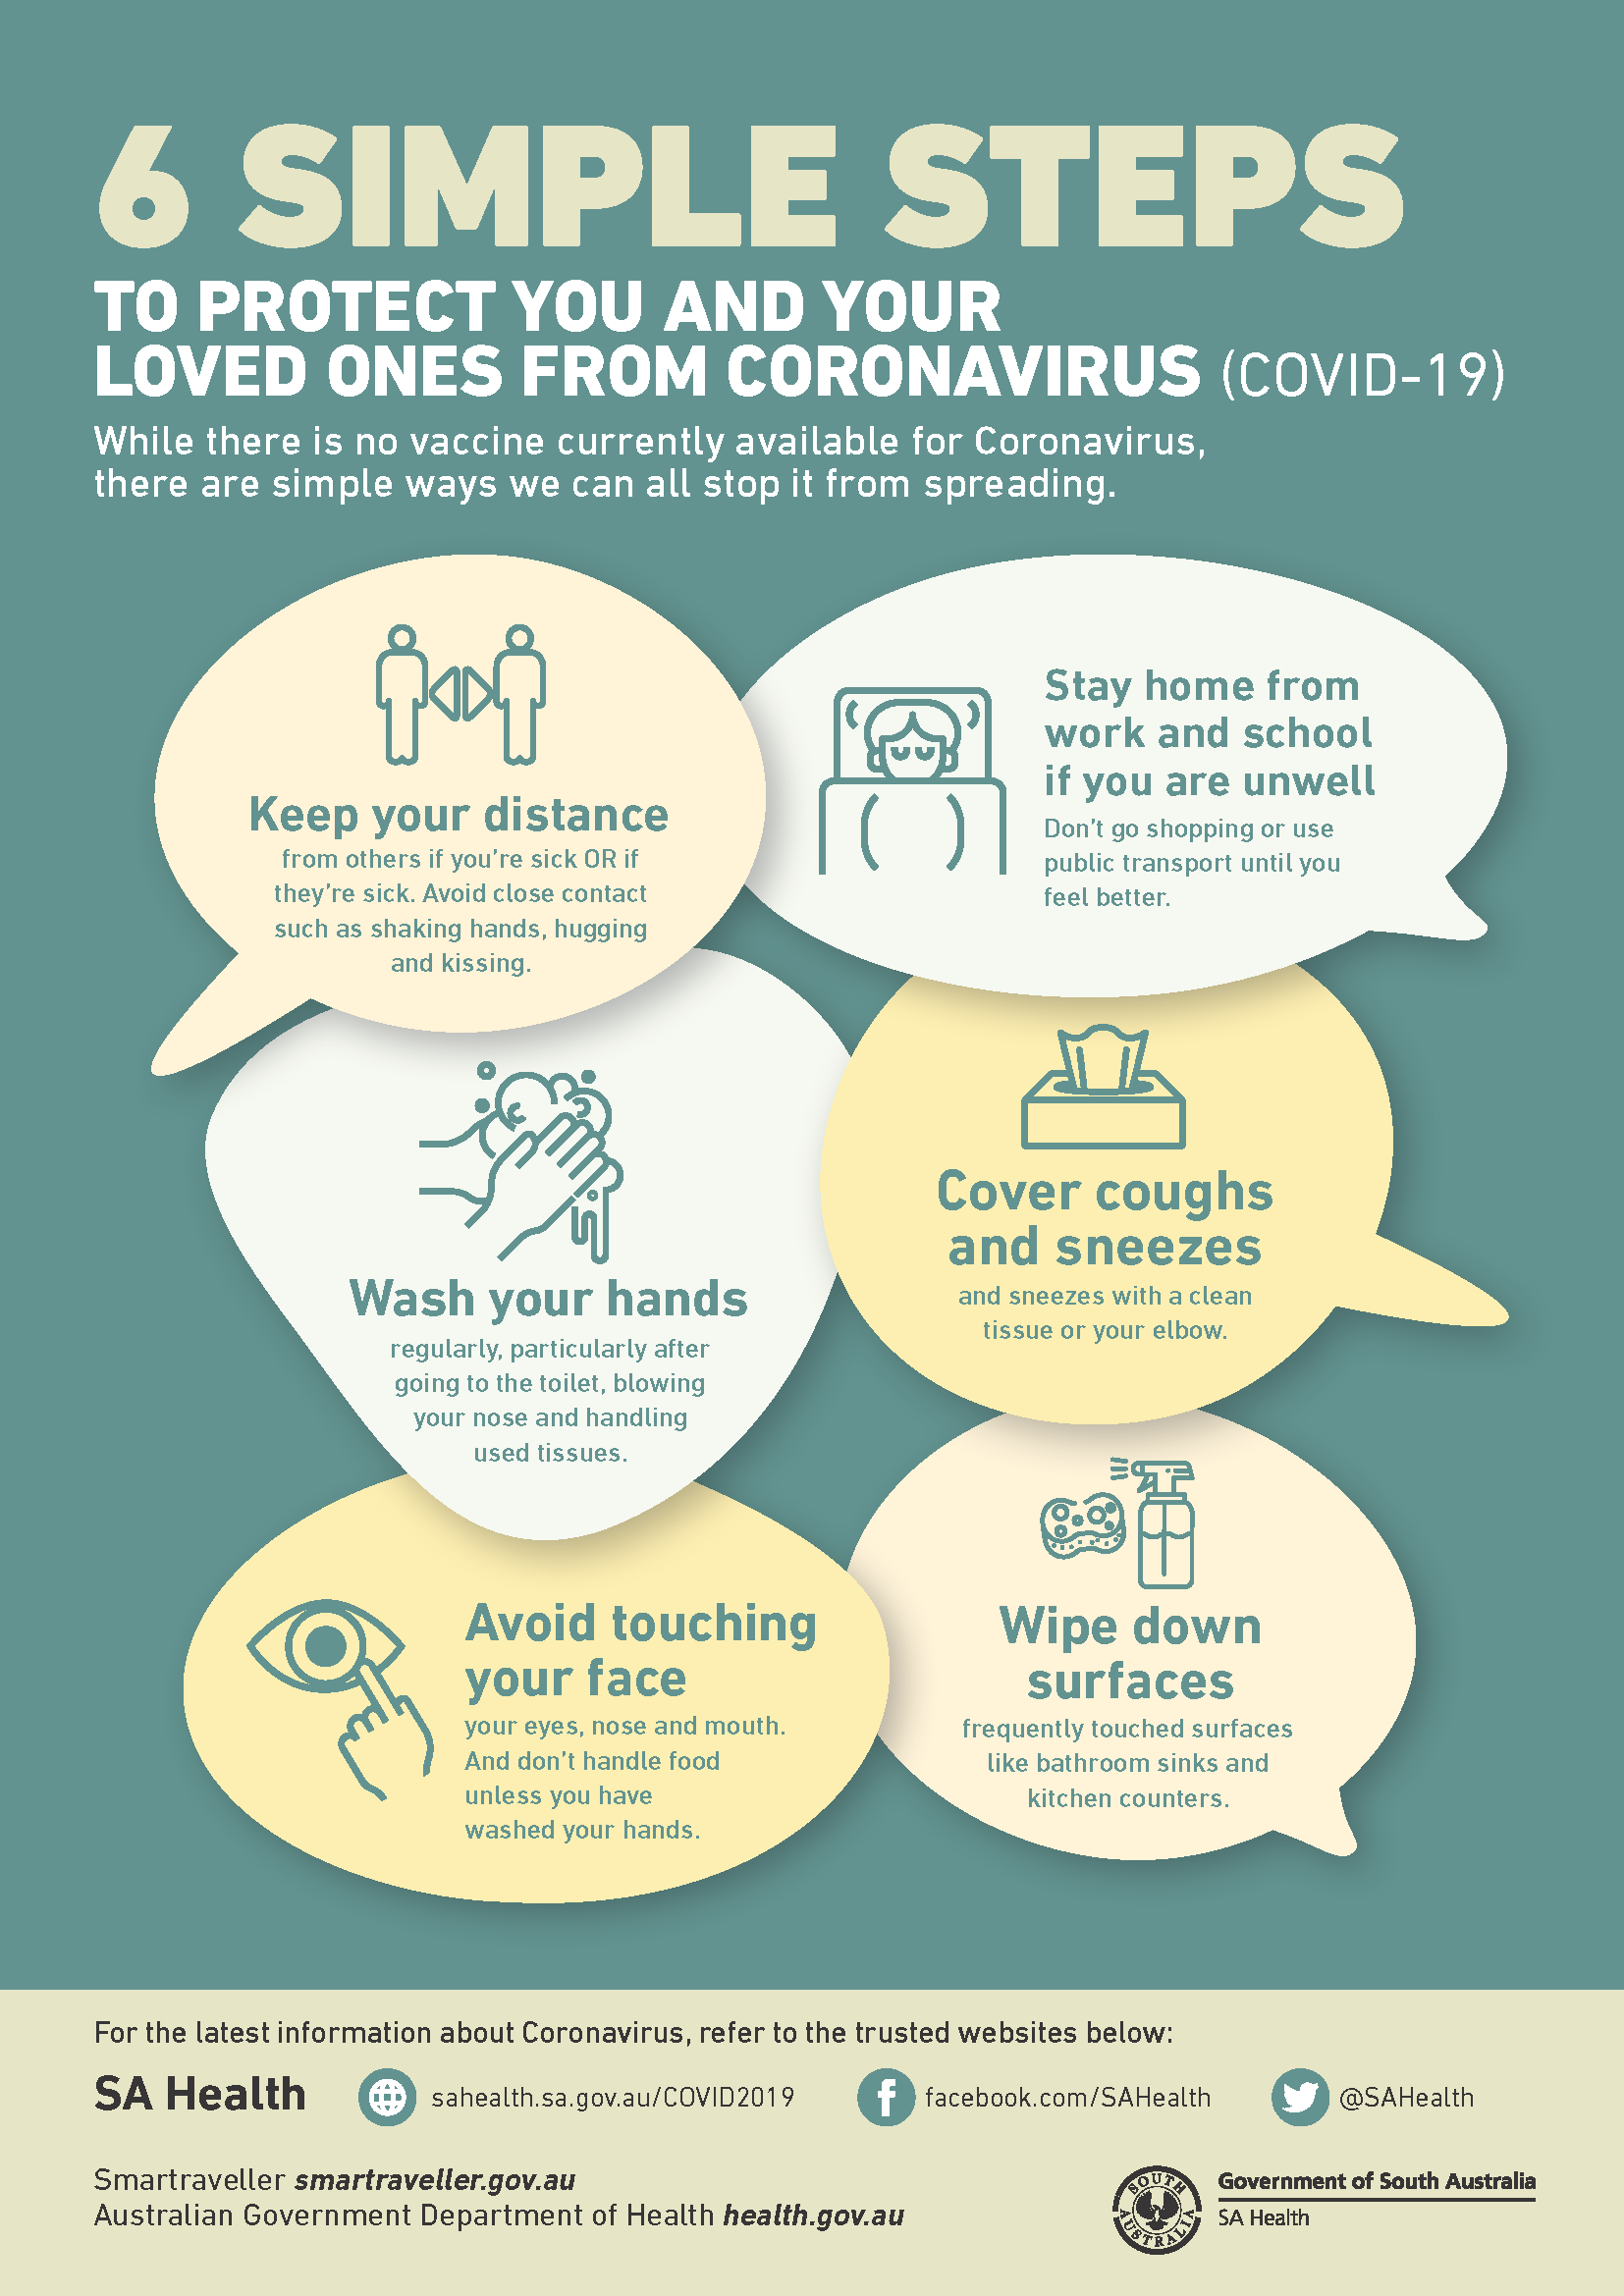 6 SIMPLE STEPS
TO PROTECT YOU AND YOUR
LOVED ONES FROM CORONAVIRUS (COVID-19)
While there is no vaccine currently available for Coronavirus,
there are simple ways we can all stop it from spreading.
Keep your distance
from others if you're sick OR if
they're sick. Avoid close contact
such as shaking hands, hugging
and kissing.
Stay home from
work and school
if you are unwell
Don't go shopping or use
public transport until you
feel better.
Wash your hands
regularly, particularly after
going to the toilet, blowing
your nose and handling
used tissues.
Cover coughs
and sneezes
and sneezes with a clean
tissue or your elbow.
Avoid touching
your face
your eyes, nose and mouth.
And don't handle food
unless you have
washed your hands.
Wipe down
surfaces
frequently touched surfaces
like bathroom sinks and
kitchen counters.
For the latest information about Coronavirus, refer to the trusted websites below:
SA Health sahealth.sa.gov.au/COVID2019 facebook.com/SAHealth @SAHealth
Smartraveller smartraveller.gov.au
Australian Government Department of Health health.gov.au
SOUTH AUSTRALIA
Government of South Australia
SA Health